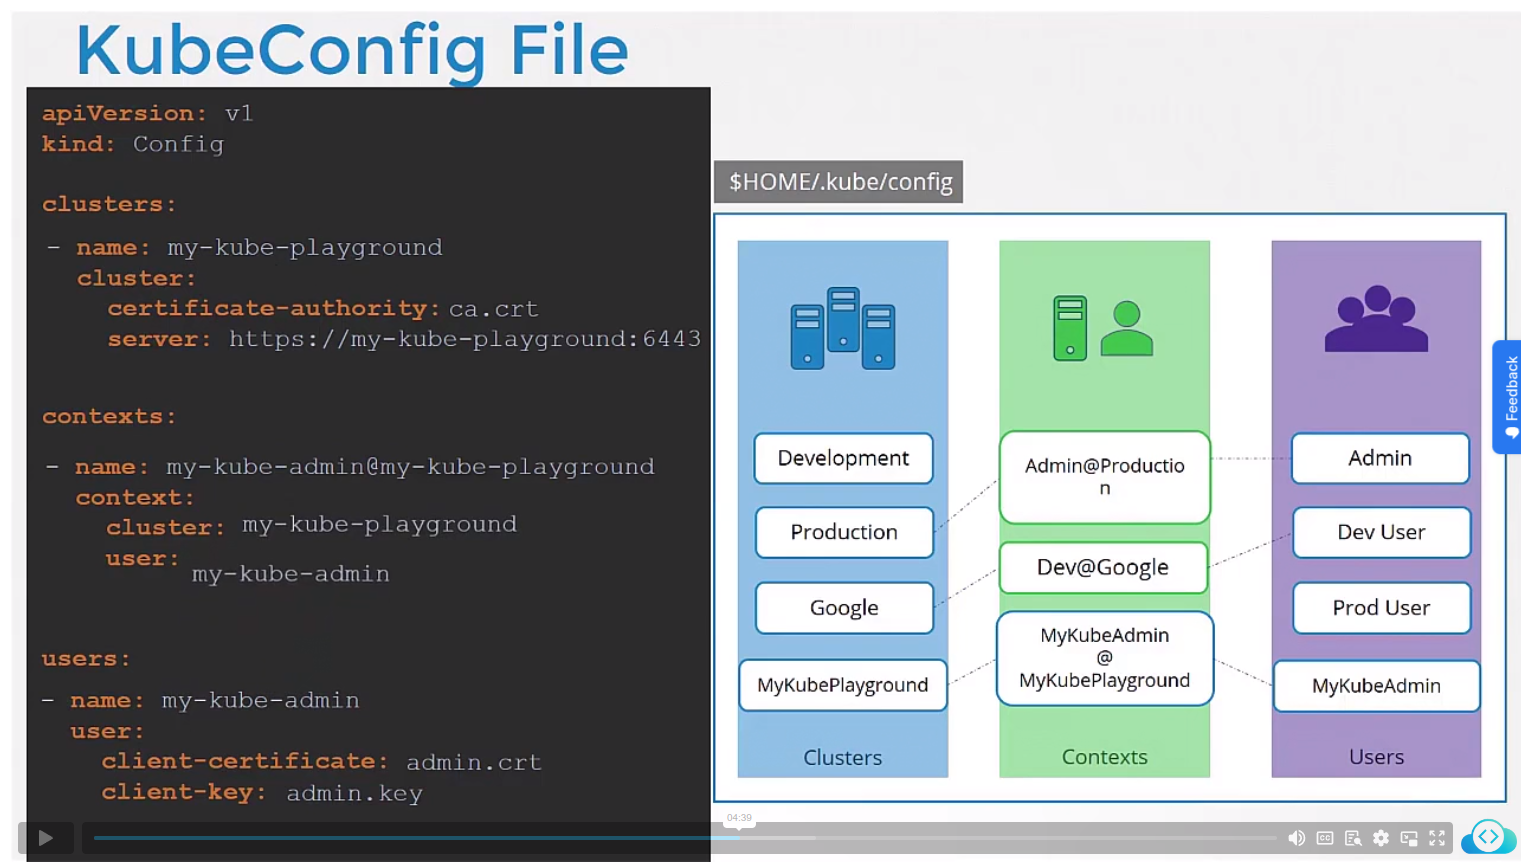 KubeConfig File
apiVersion: v1
kind: Config
clusters:
- name: my-kube-playground
cluster:
certificate-authority: ca.crt
server: https://my-kube-playground:6443
contexts:
- name: my-kube-admin@my-kube-playground
context:
cluster: my-kube-playground
user:
my-kube-admin
users:
- name: my-kube-admin
user:
client-certificate: admin.crt
client-key: admin.key
$HOME/.kube/config
Development
Production
Google
MyKubePlayground
Clusters
Admin@Productio
n
Dev@Google
MyKubeAdmin
@
MyKubePlayground
Contexts
Admin
Dev User
Prod User
MyKubeAdmin
Users
Feedback
04:39
CC